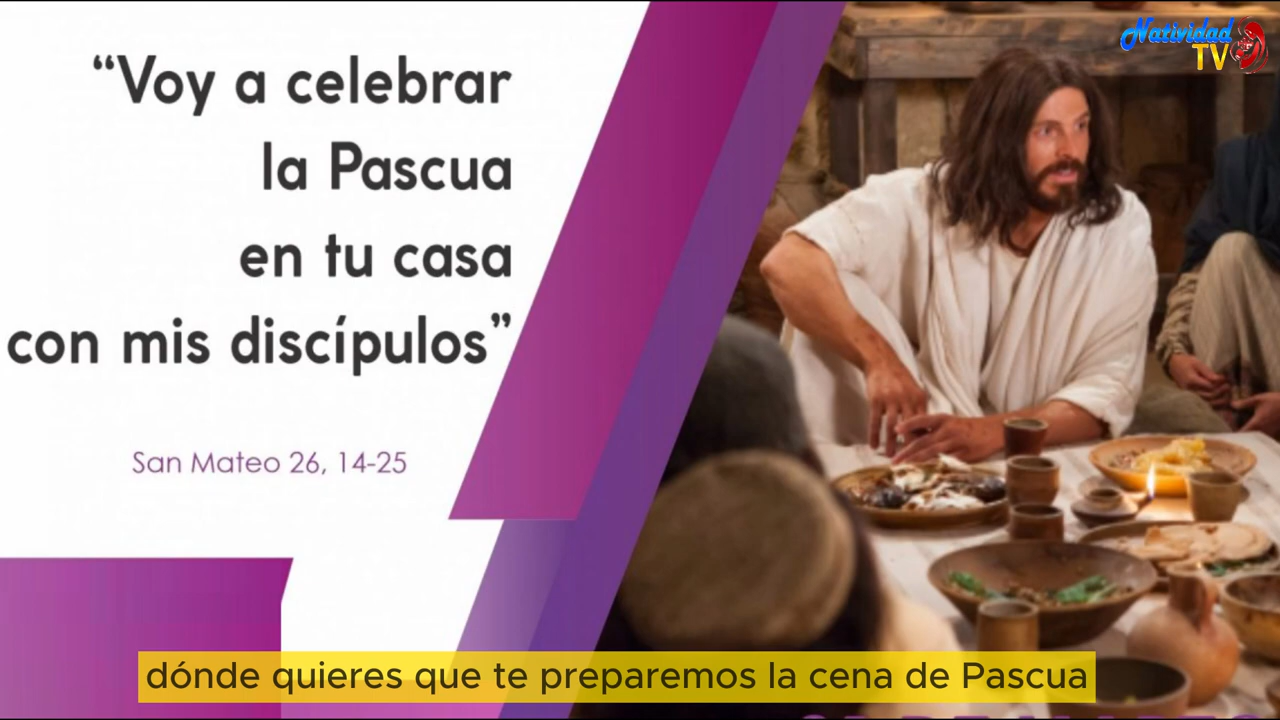 “Voy a celebrar
la Pascua
en tu casa
con mis discípulos”
San Mateo 26, 14-25
Natividad
TV
dónde quieres que te preparemos la cena de Pascua